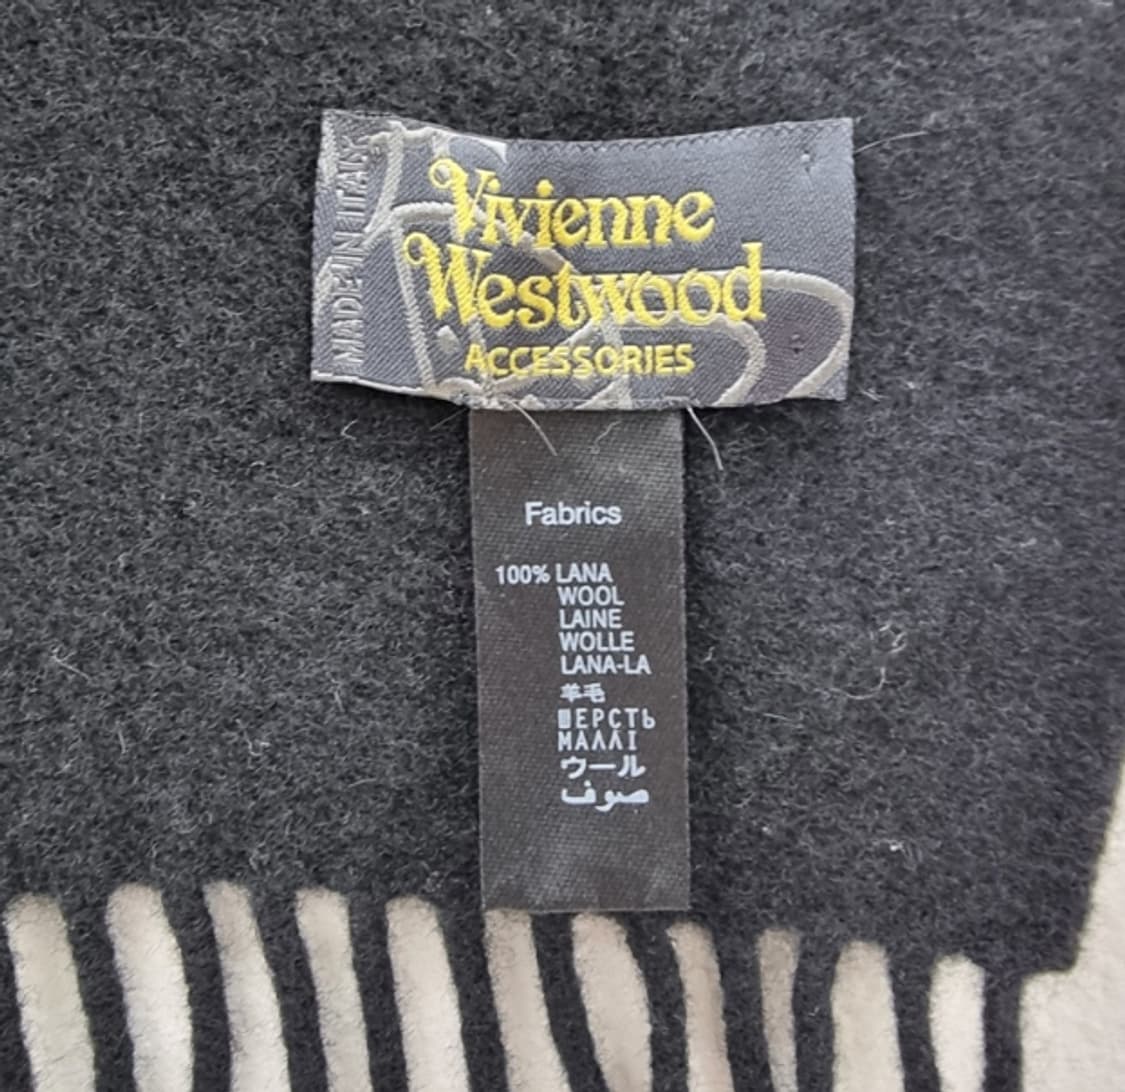 MADE IN ITALY
Vivienne
Westwood
ACCESSORIES
Fabrics
100% LANA
WOOL
LAINE
WOLLE
LANA-LA
羊毛
ШЕРСТЬ
ΜΑΛΛΙ
ウール
صوف